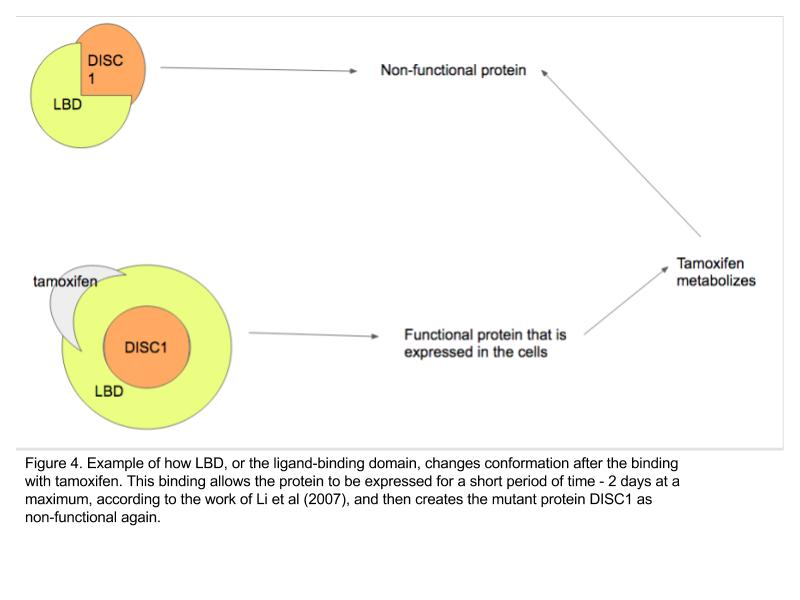 DISC
1
LBD
Non-functional protein
tamoxifen
DISC1
LBD
Functional protein that is
expressed in the cells
Tamoxifen
metabolizes
Figure 4. Example of how LBD, or the ligand-binding domain, changes conformation after the binding
with tamoxifen. This binding allows the protein to be expressed for a short period of time - 2 days at a
maximum, according to the work of Li et al (2007), and then creates the mutant protein DISC1 as
non-functional again.